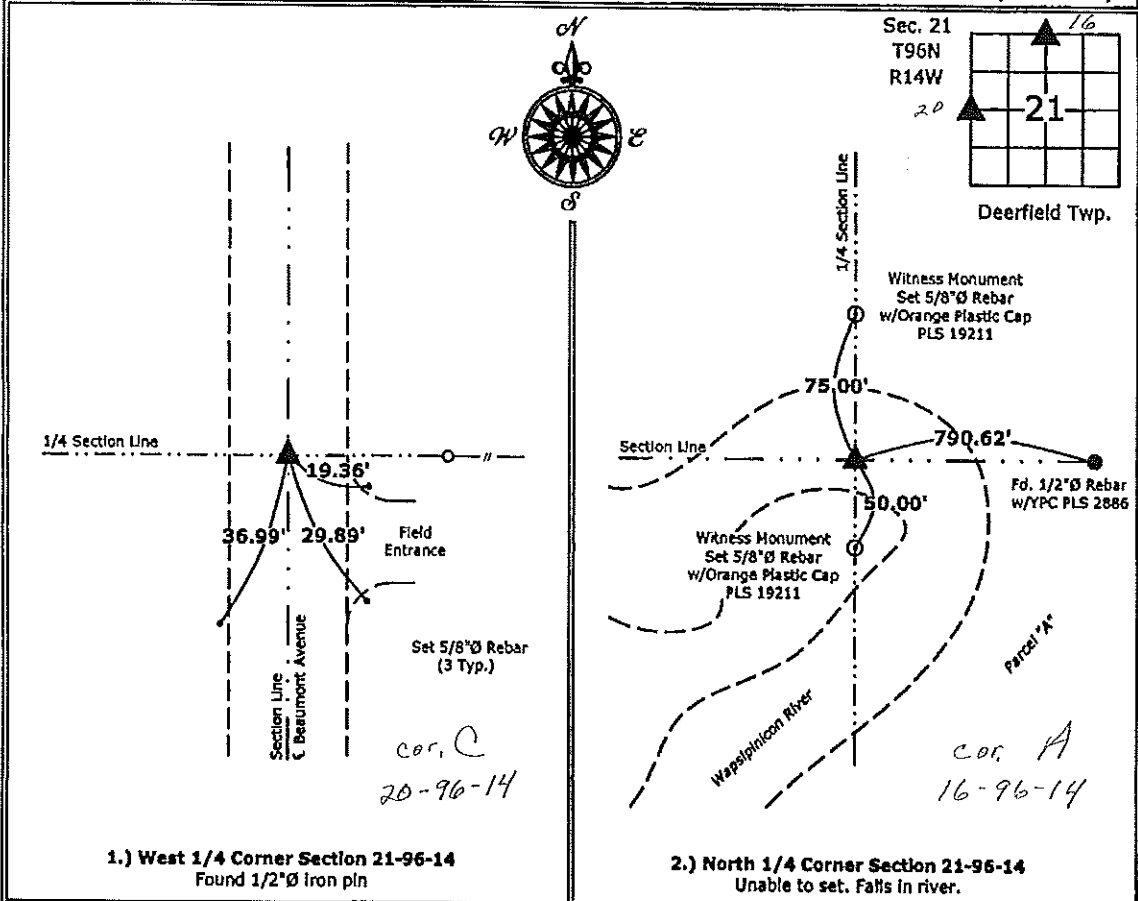 N
W
E
S
Sec. 21
T96N
R14W
16
20
21
Deerfield Twp.
1/4 Section Line
19.36'
36.99'
29.89'
Field
Entrance
Set 5/8"Ø Rebar
(3 Typ.)
Section Line
℄ Beaumont Avenue
cor. C
20-96-14
1.) West 1/4 Corner Section 21-96-14
Found 1/2"Ø iron pin
1/4 Section Line
Witness Monument
Set 5/8"Ø Rebar
w/Orange Plastic Cap
PLS 19211
75.00'
Section Line
790.62'
Fd. 1/2"Ø Rebar
w/YPC PLS 2886
50.00'
Witness Monument
Set 5/8"Ø Rebar
w/Orange Plastic Cap
PLS 19211
Parcel "A"
Wapsipinicon River
cor. A
16-96-14
2.) North 1/4 Corner Section 21-96-14
Unable to set. Falls in river.